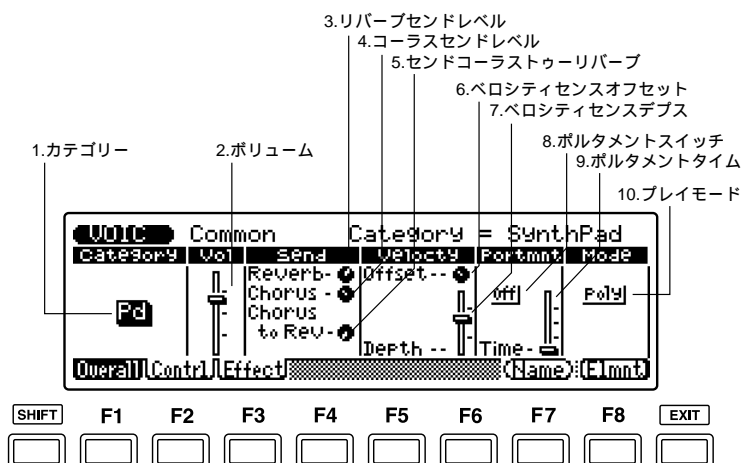 3.リバーブセンドレベル
4.コーラスセンドレベル
5.センドコーラストゥーリバーブ
6.ベロシティセンスオフセット
7.ベロシティセンスデプス
8.ポルタメントスイッチ
9.ポルタメントタイム
10.プレイモード
1.カテゴリー 2.ボリューム
VOIC Common Category = SynthPad
Category Vol Send Velocty Portmnt Mode
Reverb- Offset --
Chorus - Off Poly
Pd Chorus
to Rev-
Depth -- Time-
Overall Contrl Effect (Name) (Elmnt)
SHIFT F1 F2 F3 F4 F5 F6 F7 F8 EXIT